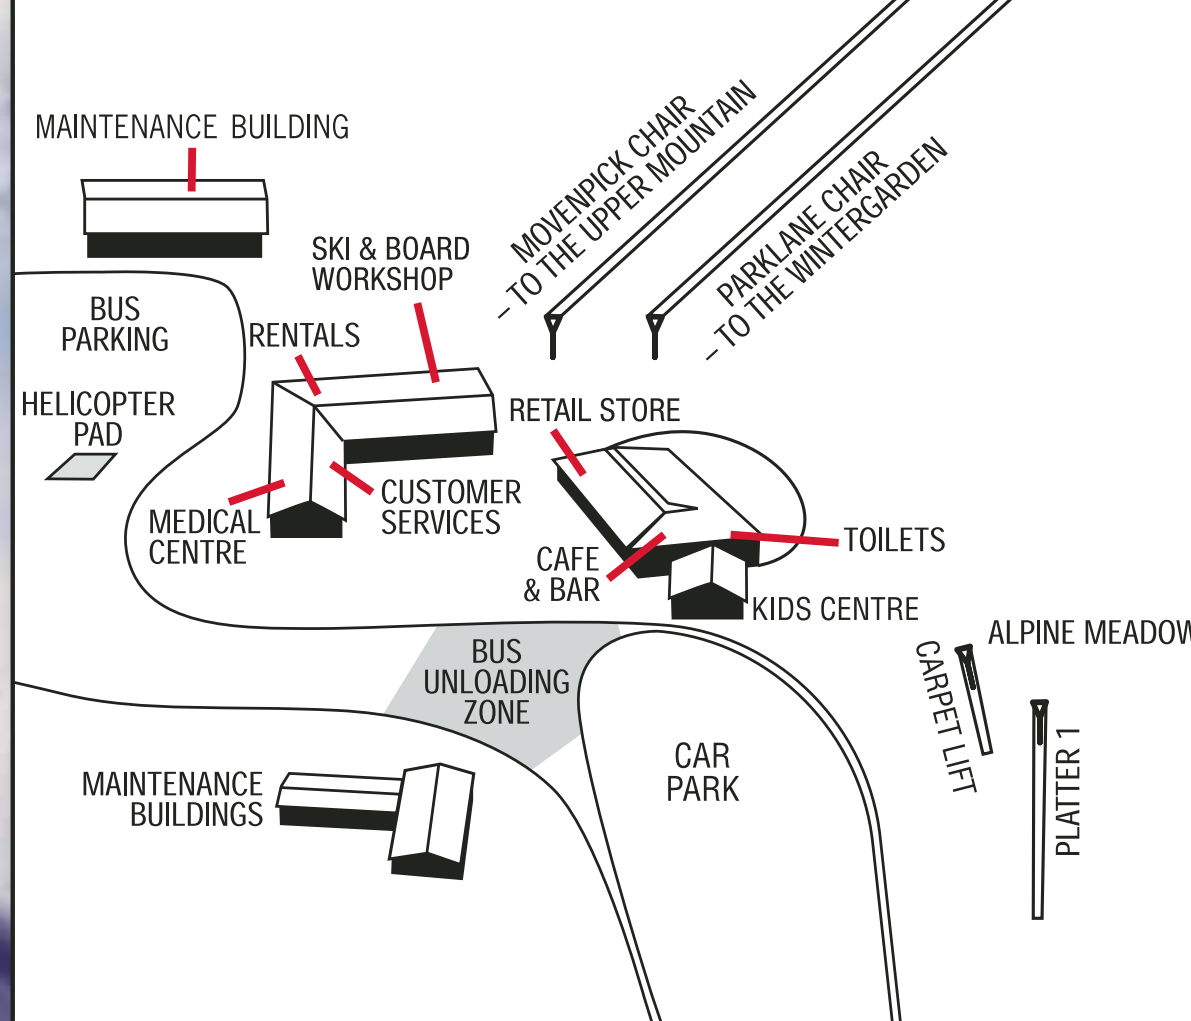 MAINTENANCE BUILDING
MOVENPICK CHAIR
– TO THE UPPER MOUNTAIN
PARKLANE CHAIR
– TO THE WINTERGARDEN
SKI & BOARD
WORKSHOP
BUS
PARKING
RENTALS
HELICOPTER
PAD
RETAIL STORE
CUSTOMER
SERVICES
MEDICAL
CENTRE
TOILETS
CAFE
& BAR
KIDS CENTRE
ALPINE MEADOW
CARPET LIFT
BUS
UNLOADING
ZONE
PLATTER 1
CAR
PARK
MAINTENANCE
BUILDINGS